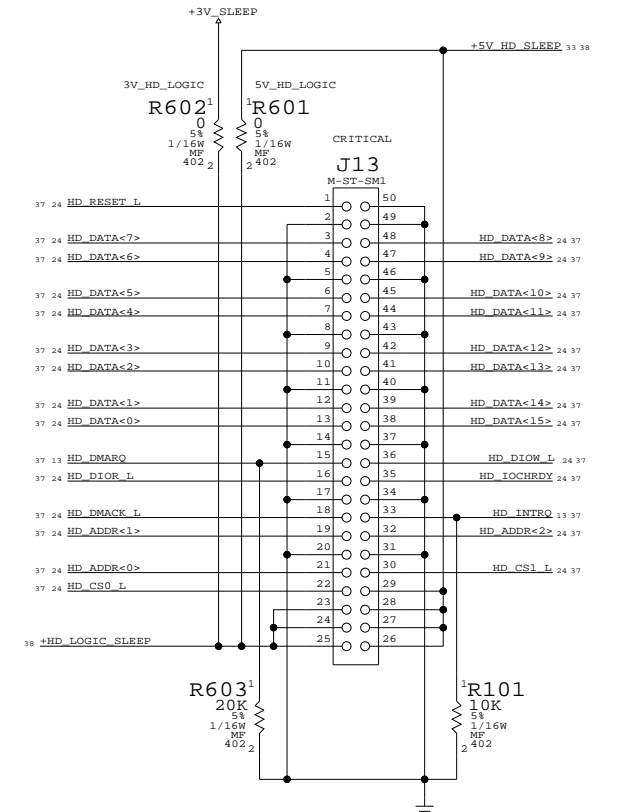 +3V_SLEEP
+5V_HD_SLEEP 33 38
3V_HD_LOGIC 5V_HD_LOGIC
R602 1 1 R601
0 0
5% 5%
1/16W 1/16W
MF MF
402 2 2 402
CRITICAL
J13
M-ST-SM1
37 24 HD_RESET_L 1 50
2 49
37 24 HD_DATA<7> 3 48 HD_DATA<8> 24 37
37 24 HD_DATA<6> 4 47 HD_DATA<9> 24 37
5 46
37 24 HD_DATA<5> 6 45 HD_DATA<10> 24 37
37 24 HD_DATA<4> 7 44 HD_DATA<11> 24 37
8 43
37 24 HD_DATA<3> 9 42 HD_DATA<12> 24 37
37 24 HD_DATA<2> 10 41 HD_DATA<13> 24 37
11 40
37 24 HD_DATA<1> 12 39 HD_DATA<14> 24 37
37 24 HD_DATA<0> 13 38 HD_DATA<15> 24 37
14 37
37 13 HD_DMARQ 15 36 HD_DIOW_L 24 37
37 24 HD_DIOR_L 16 35 HD_IOCHRDY 24 37
17 34
37 24 HD_DMACK_L 18 33 HD_INTRQ 13 37
37 24 HD_ADDR<1> 19 32 HD_ADDR<2> 24 37
20 31
37 24 HD_ADDR<0> 21 30 HD_CS1_L 24 37
37 24 HD_CS0_L 22 29
23 28
24 27
38 +HD_LOGIC_SLEEP 25 26
R603 1 1 R101
20K 10K
5% 5%
1/16W 1/16W
MF MF
402 2 2 402